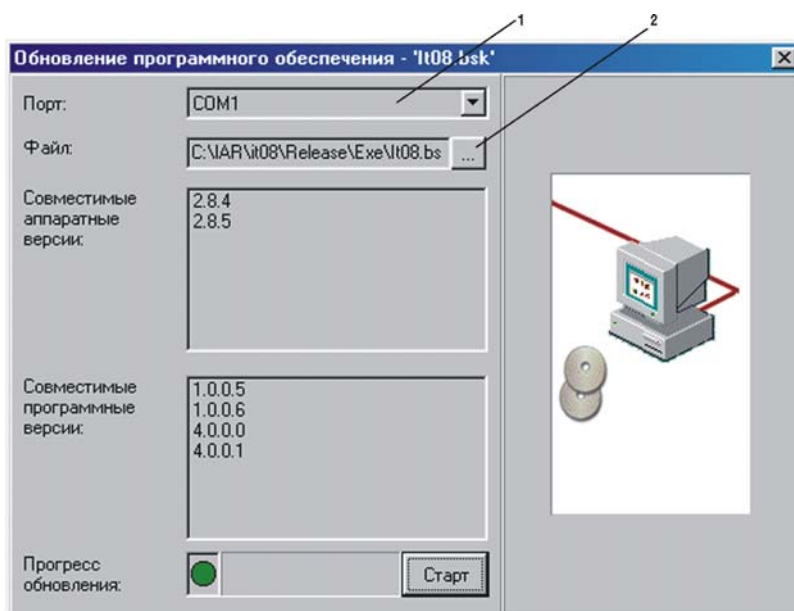 1
2
Обновление программного обеспечения - 'It08.bsk'
Порт:
COM1
Файл:
C:\IAR\it08\Release\Exe\It08.bs
...
Совместимые
аппаратные
версии:
2.8.4
2.8.5
Совместимые
программные
версии:
1.0.0.5
1.0.0.6
4.0.0.0
4.0.0.1
Прогресс
обновления:
Старт